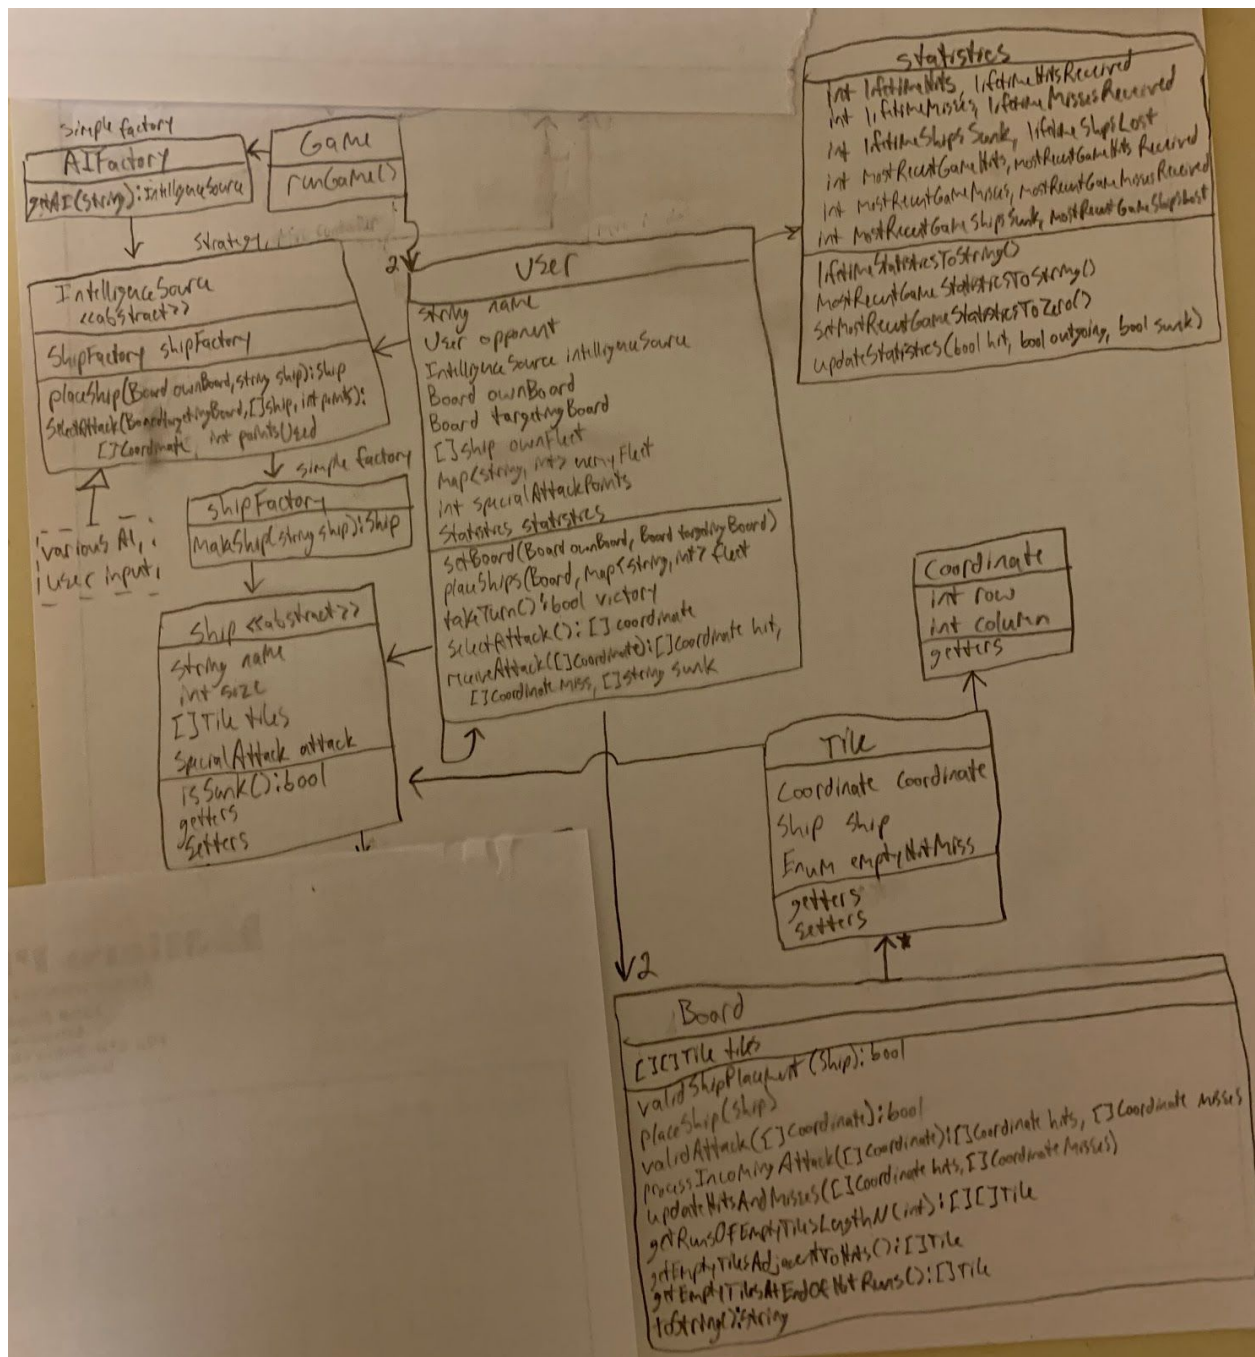 simple factory
AIFactory
getAI(string):IntelligenceSource
Game
runGame()
Statistics
int lifetimeHits, lifetimeHitsReceived
int lifetimeMisses, lifetimeMissesReceived
int lifetimeShipsSunk, lifetimeShipsLost
int mostRecentGameHits, mostRecentGameHitsReceived
int mostRecentGameMisses, mostRecentGameMissesReceived
int mostRecentGameShipsSunk, mostRecentGameShipsLost
lifetimeStatisticsToString()
mostRecentGameStatisticsToString()
setMostRecentGameStatisticsToZero()
updateStatistics(bool hit, bool outgoing, bool sunk)
strategy,
IntelligenceSource
<<abstract>>
ShipFactory shipFactory
placeShip(Board ownBoard, string ship):Ship
selectAttack(Board targetingBoard, []Ship, int points):
[]Coordinate, int pointsUsed
various AI,
user input,
simple factory
shipFactory
makeShip(string ship):Ship
2
User
string name
User opponent
IntelligenceSource intelligenceSource
Board ownBoard
Board targetingBoard
[]Ship ownFleet
Map<string, int> enemyFleet
int specialAttackPoints
Statistics statistics
setBoard(Board ownBoard, Board targetingBoard)
placeShips(Board, Map<string, int> fleet
takeTurn():bool victory
selectAttack():[]coordinate
receiveAttack([]Coordinate):[]Coordinate hit,
[]Coordinate miss, []string sunk
Ship <<abstract>>
string name
int size
[]Tile tiles
SpecialAttack attack
isSunk():bool
getters
setters
Coordinate
int row
int column
getters
Tile
Coordinate coordinate
Ship ship
Enum emptyHitMiss
getters
setters
*
2
Board
[][]Tile tiles
validShipPlacement(Ship):bool
placeShip(Ship)
validAttack([]Coordinate):bool
processIncomingAttack([]Coordinate):[]Coordinate hits, []Coordinate misses
updateHitsAndMisses([]Coordinate hits, []Coordinate misses)
getRunsOfEmptyTilesLengthN(int):[][]Tile
getEmptyTilesAdjacentToHits():[]Tile
getEmptyTilesAtEndOfHitRuns():[]Tile
toString():string